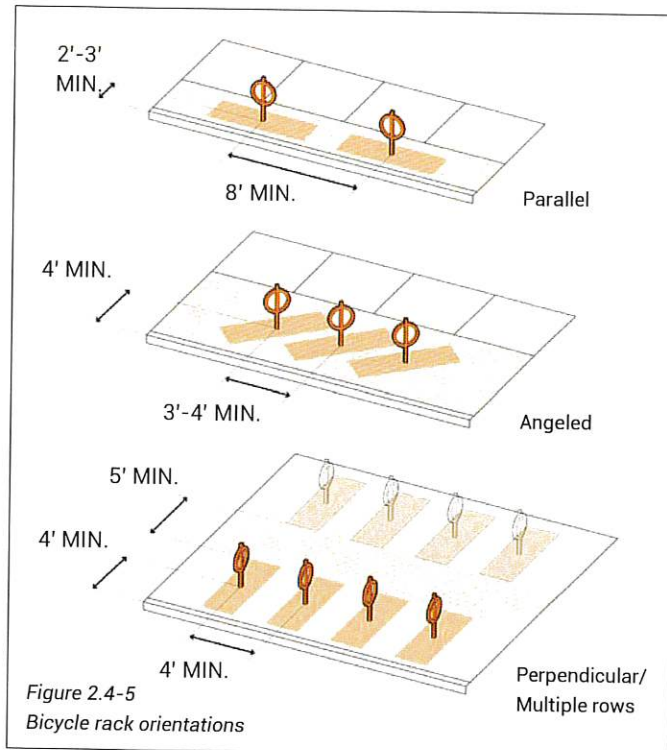 2'-3'
MIN.
8' MIN.
Parallel
4' MIN.
3'-4' MIN.
Angeled
5' MIN.
4' MIN.
4' MIN.
Perpendicular/
Multiple rows
Figure 2.4-5
Bicycle rack orientations